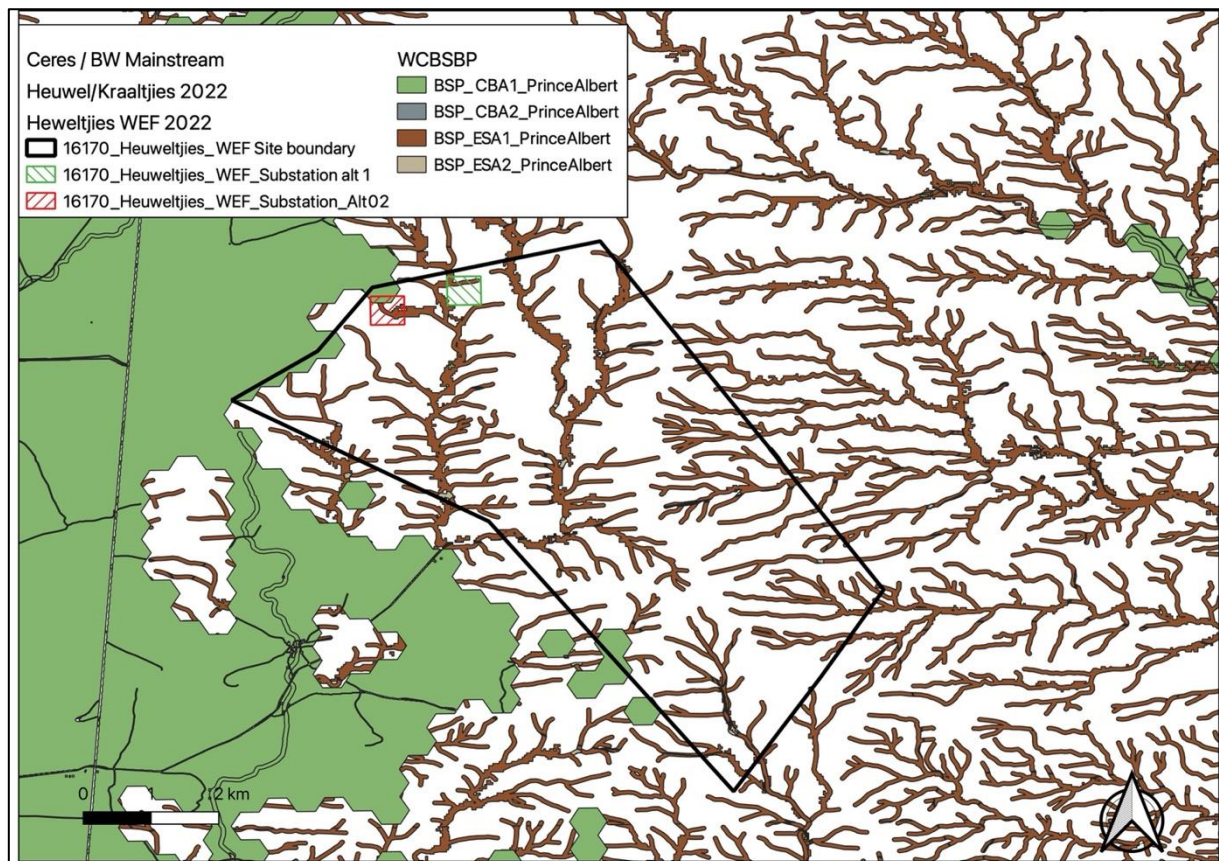 Ceres / BW Mainstream
Heuwel/Kraaltjies 2022
Heweltjies WEF 2022
16170_Heuweltjies_WEF Site boundary
16170_Heuweltjies_WEF_Substation alt 1
16170_Heuweltjies_WEF_Substation_Alt02
WCBSBP
BSP_CBA1_PrinceAlbert
BSP_CBA2_PrinceAlbert
BSP_ESA1_PrinceAlbert
BSP_ESA2_PrinceAlbert
0 1 2 km